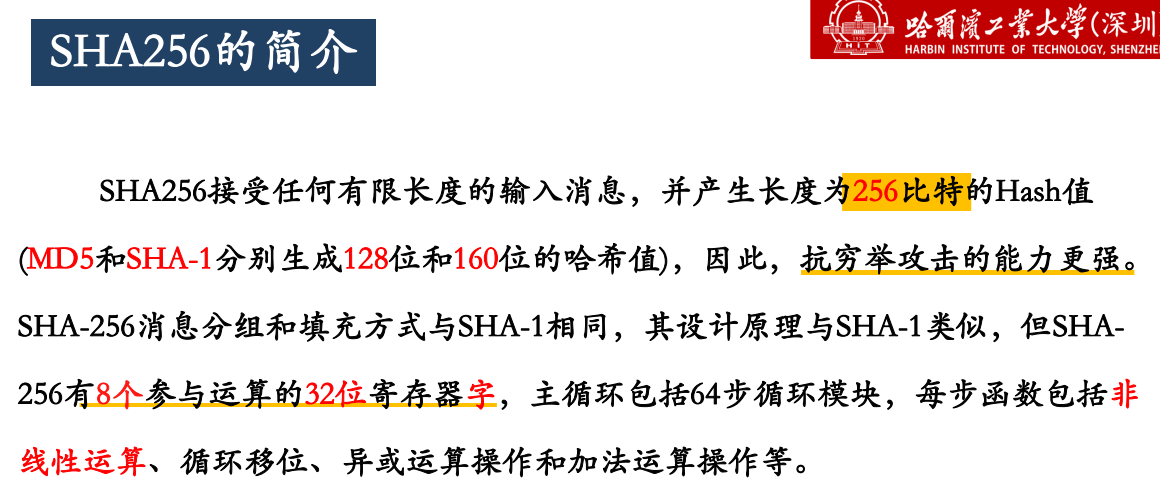 SHA256的简介
哈爾濱工業大學(深圳
HARBIN INSTITUTE OF TECHNOLOGY, SHENZHE
HIT
1920
SHA256接受任何有限长度的输入消息，并产生长度为256比特的Hash值
(MD5和SHA-1分别生成128位和160位的哈希值)，因此，抗穷举攻击的能力更强。
SHA-256消息分组和填充方式与SHA-1相同，其设计原理与SHA-1类似，但SHA-
256有8个参与运算的32位寄存器字，主循环包括64步循环模块，每步函数包括非
线性运算、循环移位、异或运算操作和加法运算操作等。